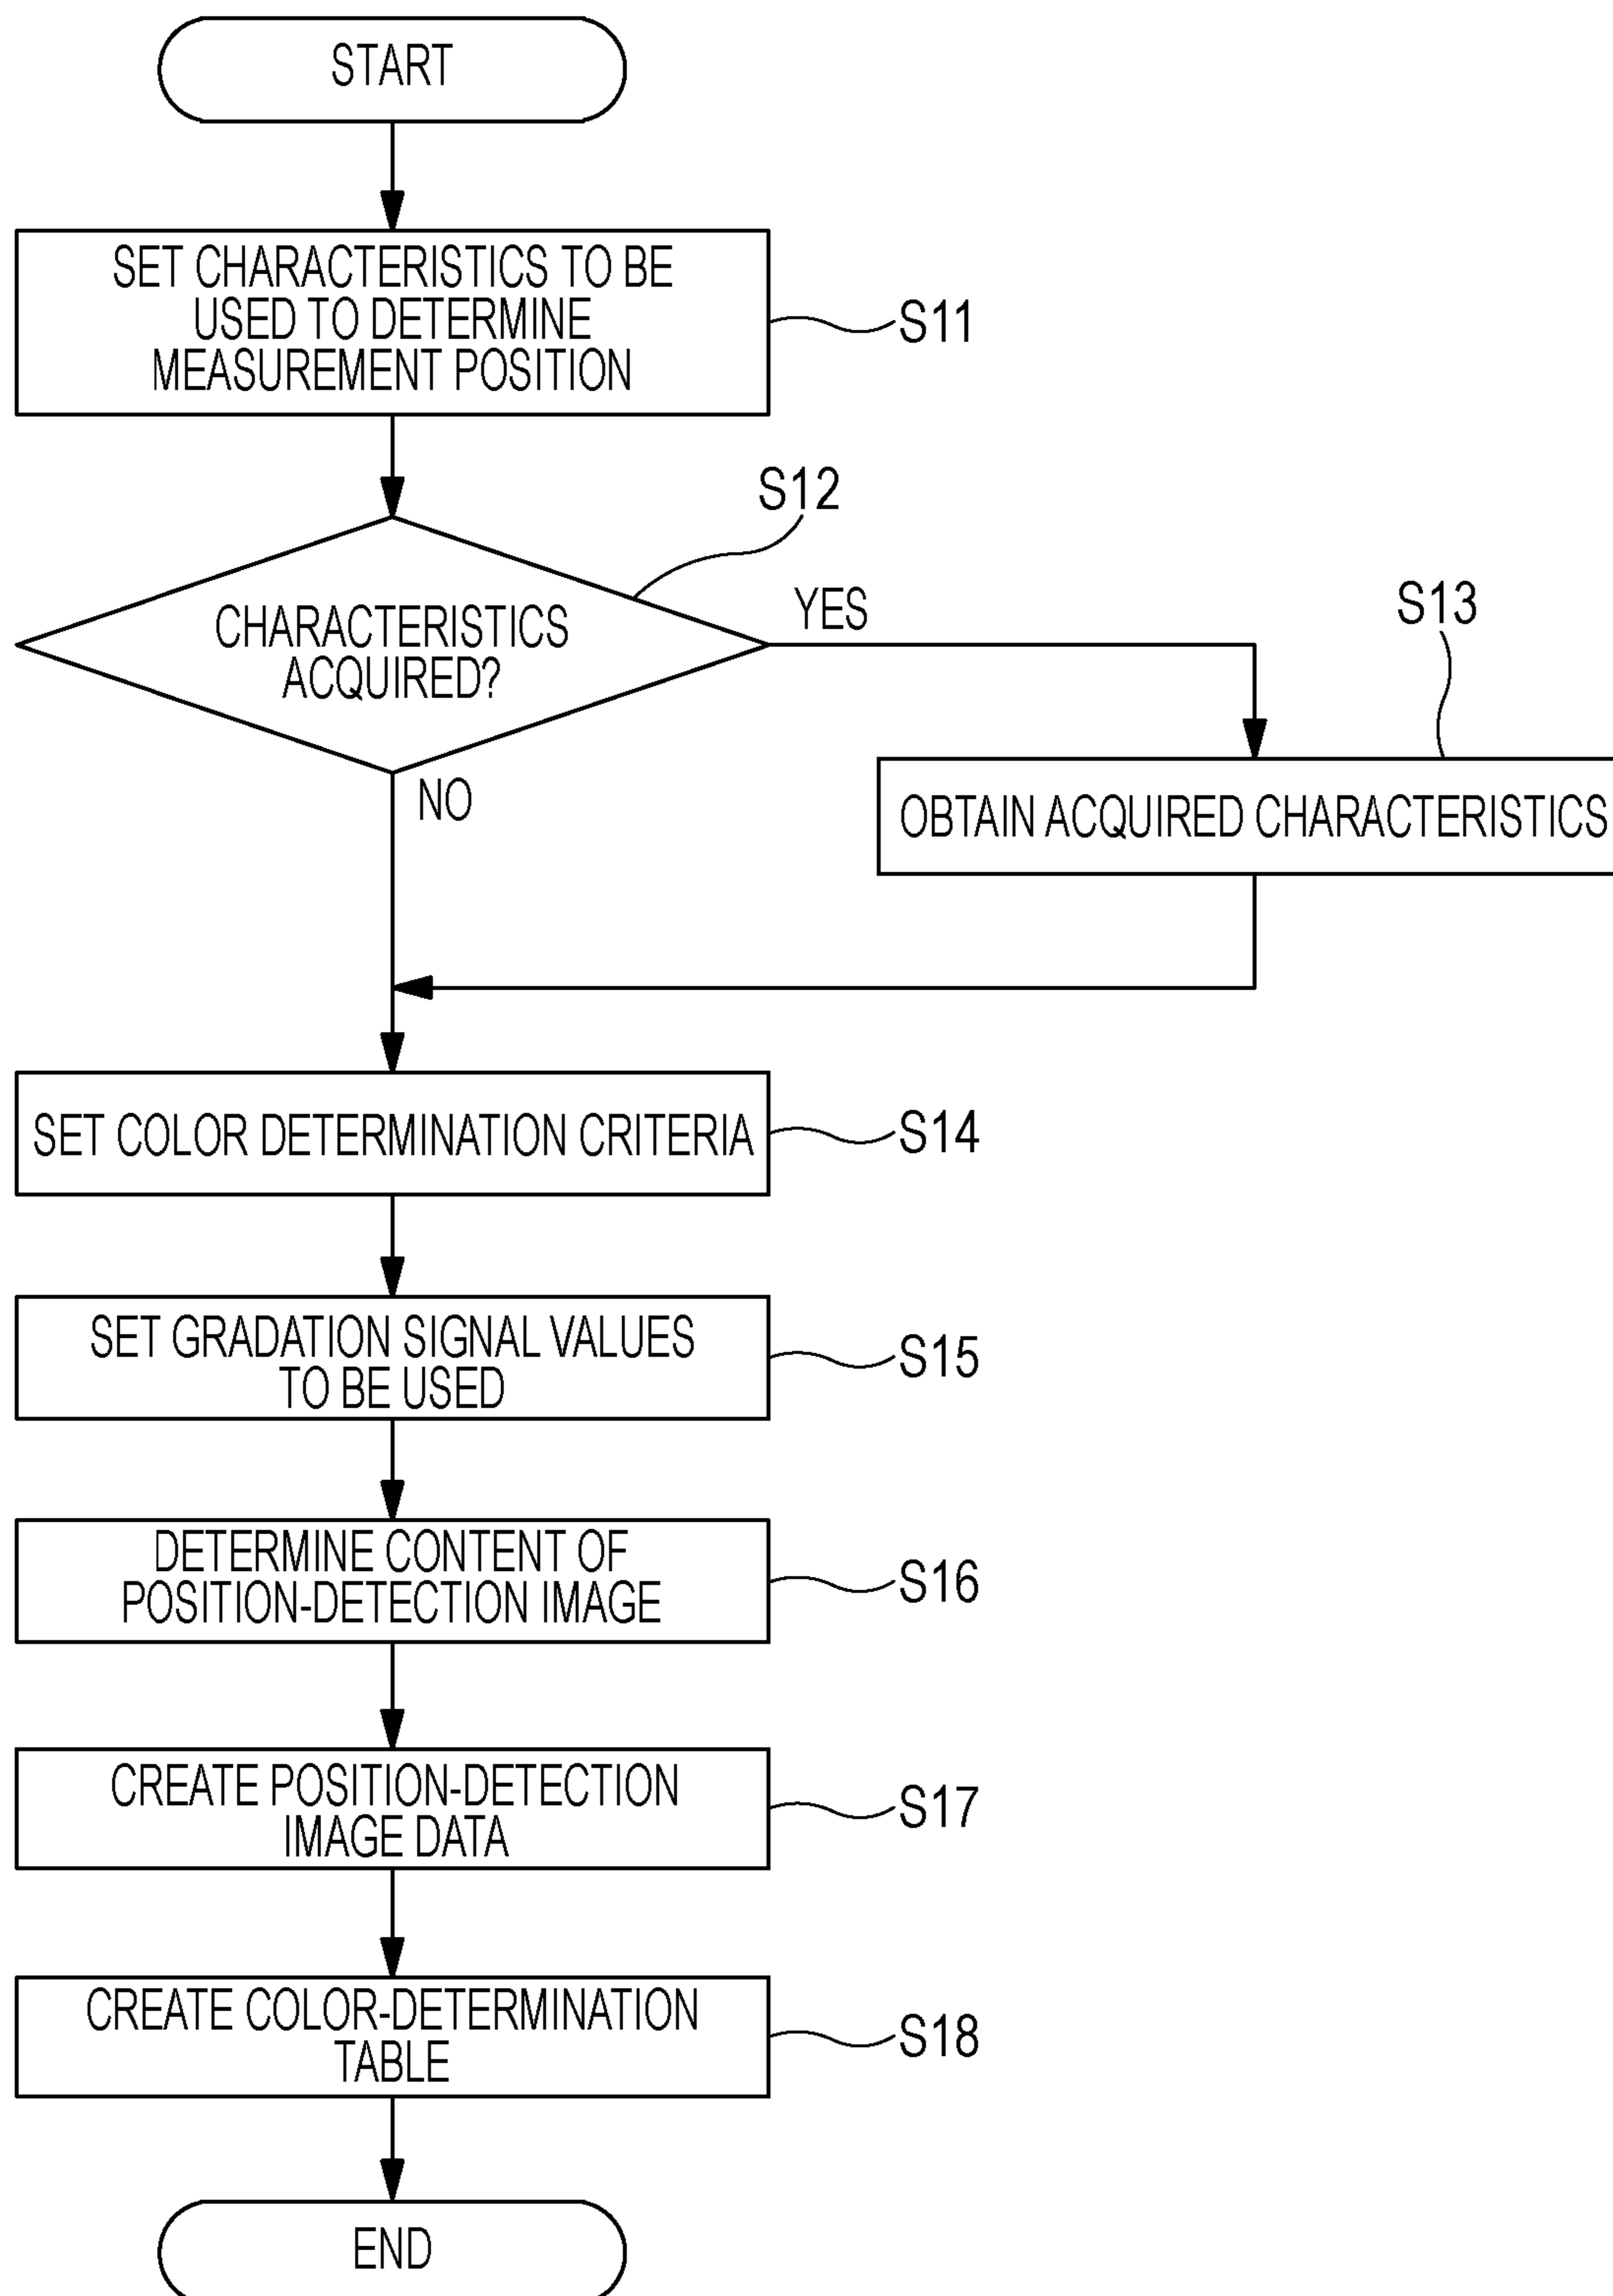 START
SET CHARACTERISTICS TO BE
USED TO DETERMINE
MEASUREMENT POSITION
S11
S12
CHARACTERISTICS
ACQUIRED?
YES
NO
S13
OBTAIN ACQUIRED CHARACTERISTICS
SET COLOR DETERMINATION CRITERIA
S14
SET GRADATION SIGNAL VALUES
TO BE USED
S15
DETERMINE CONTENT OF
POSITION-DETECTION IMAGE
S16
CREATE POSITION-DETECTION
IMAGE DATA
S17
CREATE COLOR-DETERMINATION
TABLE
S18
END